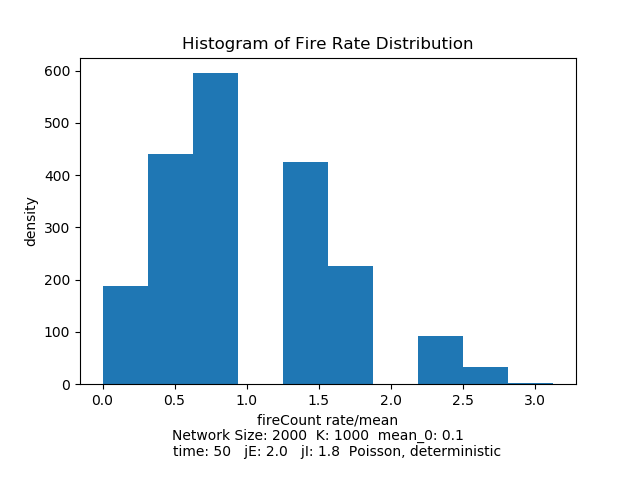 Histogram of Fire Rate Distribution
600
500
400
300
200
100
0
density
0.0 0.5 1.0 1.5 2.0 2.5 3.0
fireCount rate/mean
Network Size: 2000  K: 1000  mean_0: 0.1
time: 50   jE: 2.0   jI: 1.8  Poisson, deterministic